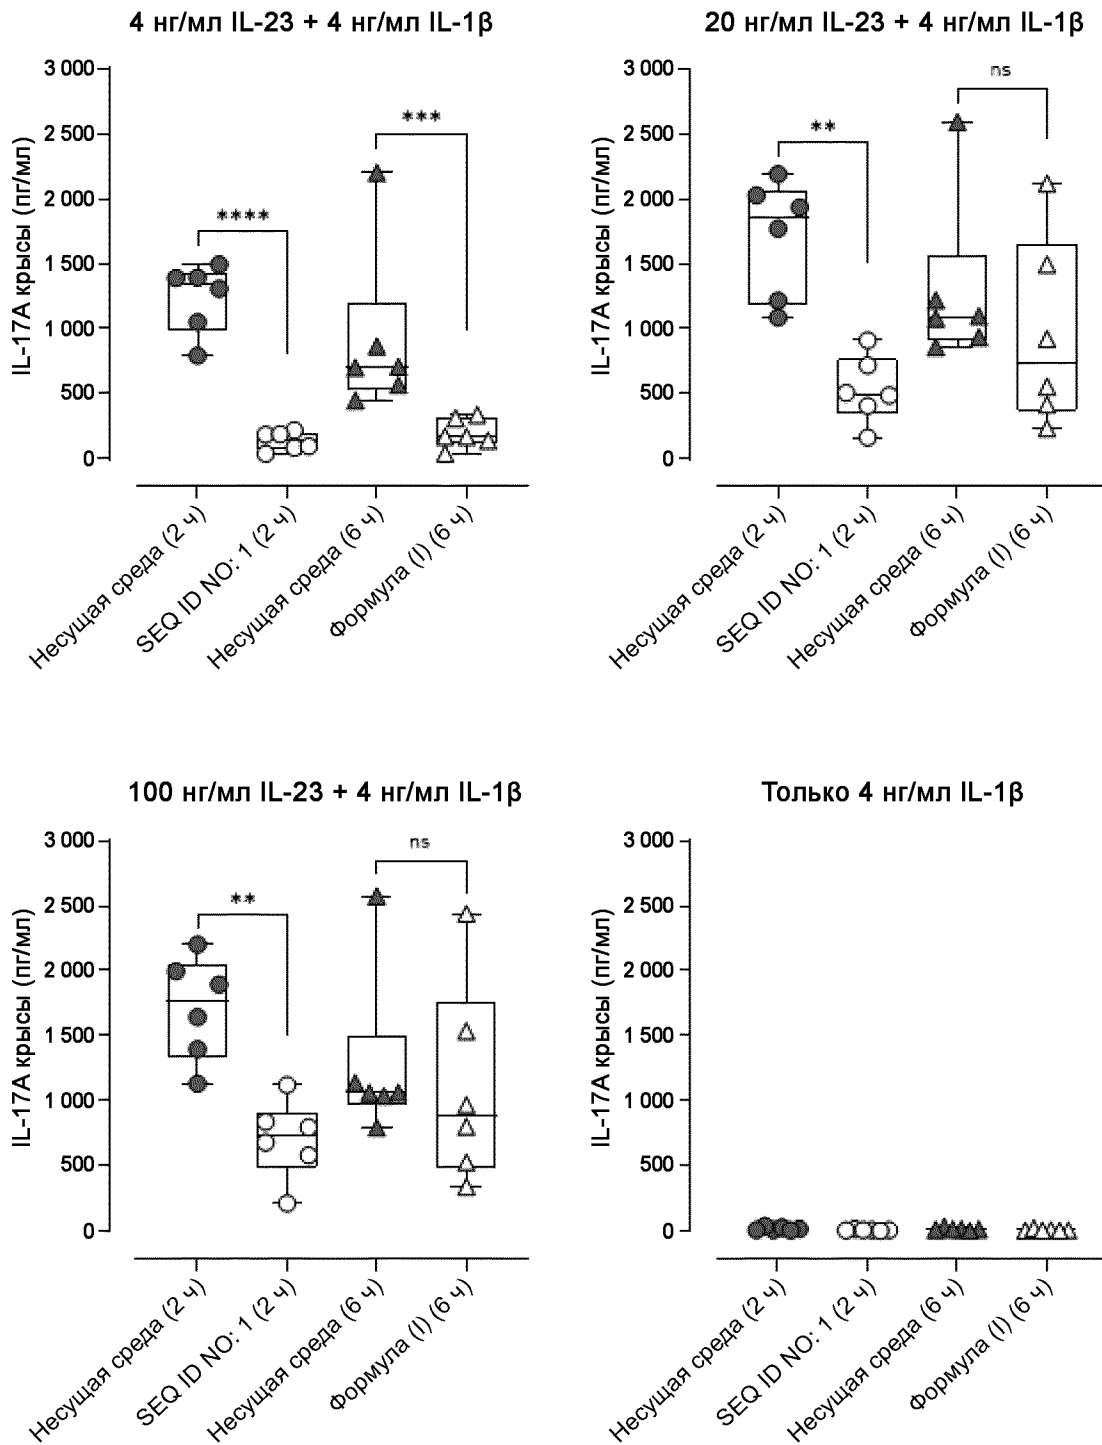 4 нг/мл IL-23 + 4 нг/мл IL-1β
IL-17A крысы (пг/мл)
3 000
2 500
2 000
1 500
1 000
500
0
****
***
Несущая среда (2 ч)
SEQ ID NO: 1 (2 ч)
Несущая среда (6 ч)
Формула (I) (6 ч)
20 нг/мл IL-23 + 4 нг/мл IL-1β
IL-17A крысы (пг/мл)
3 000
2 500
2 000
1 500
1 000
500
0
**
ns
Несущая среда (2 ч)
SEQ ID NO: 1 (2 ч)
Несущая среда (6 ч)
Формула (I) (6 ч)
100 нг/мл IL-23 + 4 нг/мл IL-1β
IL-17A крысы (пг/мл)
3 000
2 500
2 000
1 500
1 000
500
0
**
ns
Несущая среда (2 ч)
SEQ ID NO: 1 (2 ч)
Несущая среда (6 ч)
Формула (I) (6 ч)
Только 4 нг/мл IL-1β
IL-17A крысы (пг/мл)
3 000
2 500
2 000
1 500
1 000
500
0
Несущая среда (2 ч)
SEQ ID NO: 1 (2 ч)
Несущая среда (6 ч)
Формула (I) (6 ч)